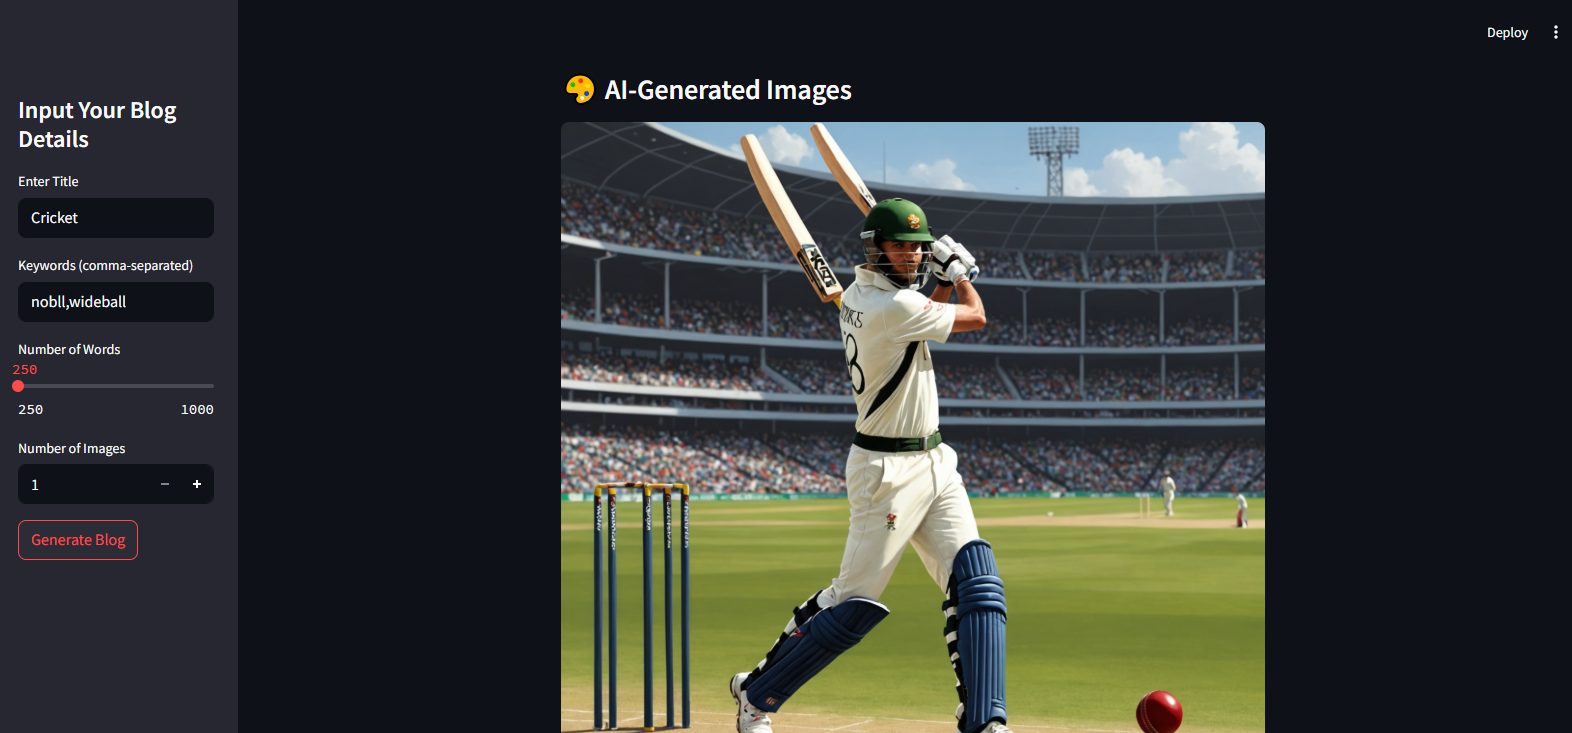 Deploy
Input Your Blog
Details
Enter Title
Cricket
Keywords (comma-separated)
nobll,wideball
Number of Words
250
250 1000
Number of Images
1
Generate Blog
🎨 AI-Generated Images